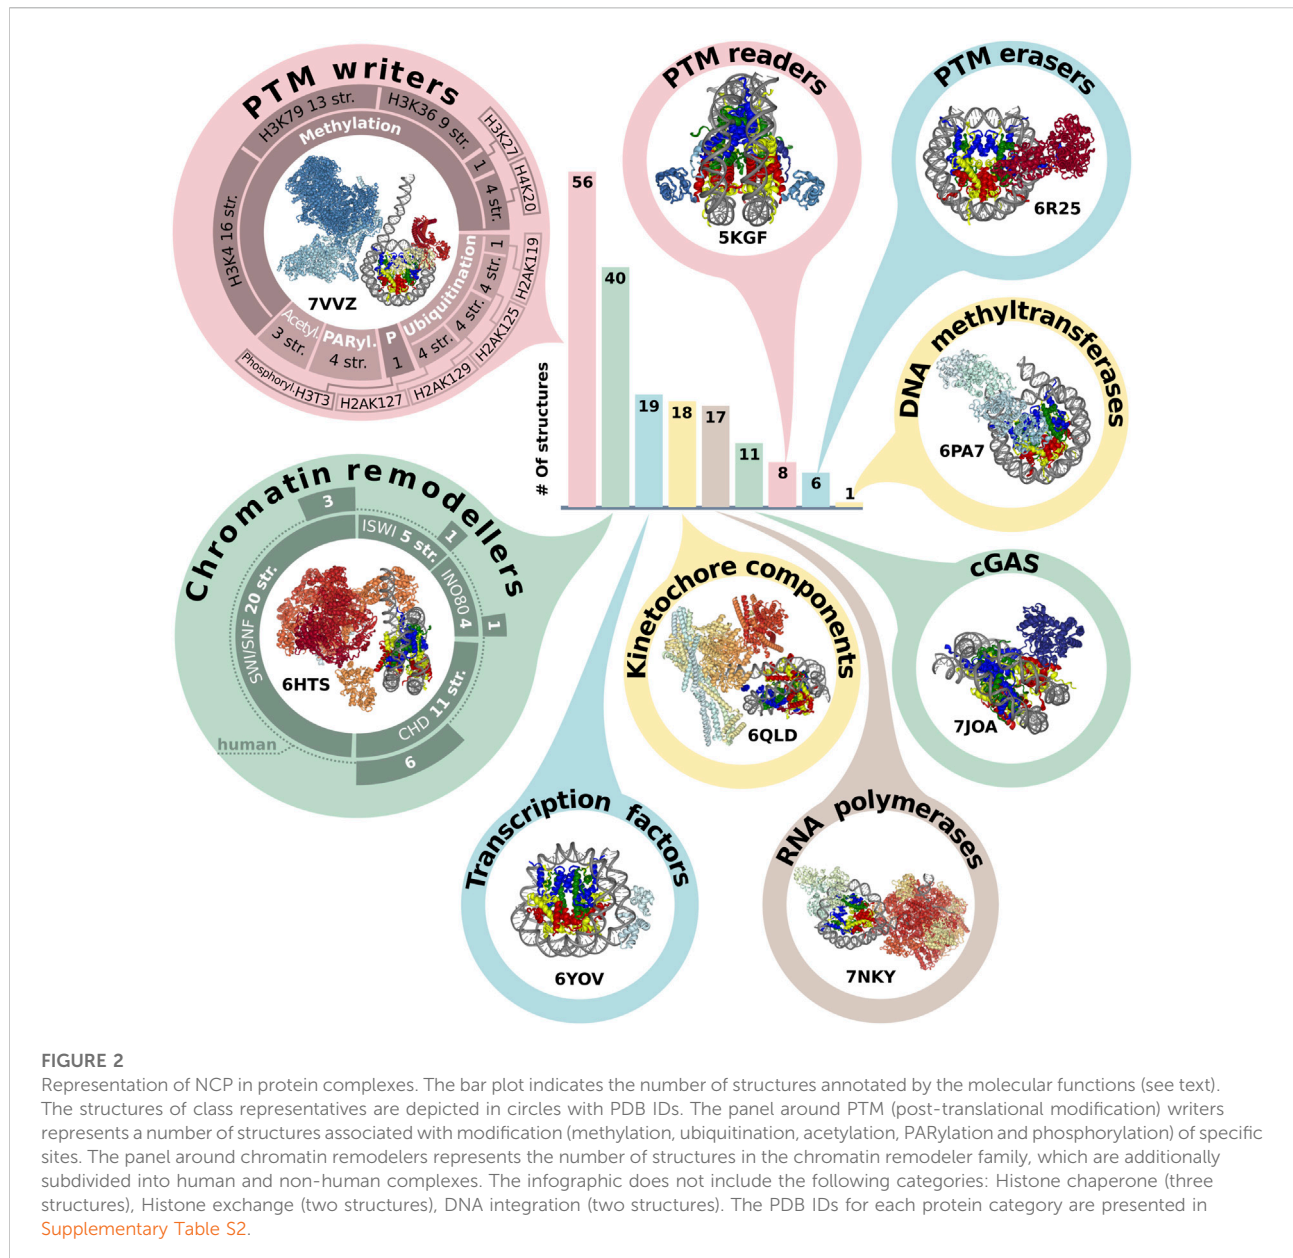 PTM writers
H3K79 13 str.
H3K36 9 str.
H3K27
H4K20
Methylation
1
4 str.
H3K4 16 str.
7VVZ
Ubiquitination
1
4 str.
4 str.
4 str.
H2AK119
H2AK125
H2AK129
H2AK127
Acetyl.
3 str.
PARyl.
4 str.
P
1
Phosphoryl.H3T3
PTM readers
5KGF
PTM erasers
6R25
DNA methyltransferases
6PA7
# Of structures
56
40
19
18
17
11
8
6
1
Chromatin remodellers
3
ISWI 5 str.
1
INO80 4
1
SWI/SNF 20 str.
6HTS
CHD 11 str.
6
human
Kinetochore components
6QLD
cGAS
7JOA
Transcription factors
6YOV
RNA polymerases
7NKY
FIGURE 2
Representation of NCP in protein complexes. The bar plot indicates the number of structures annotated by the molecular functions (see text).
The structures of class representatives are depicted in circles with PDB IDs. The panel around PTM (post-translational modification) writers
represents a number of structures associated with modification (methylation, ubiquitination, acetylation, PARylation and phosphorylation) of specific
sites. The panel around chromatin remodelers represents the number of structures in the chromatin remodeler family, which are additionally
subdivided into human and non-human complexes. The infographic does not include the following categories: Histone chaperone (three
structures), Histone exchange (two structures), DNA integration (two structures). The PDB IDs for each protein category are presented in
Supplementary Table S2.